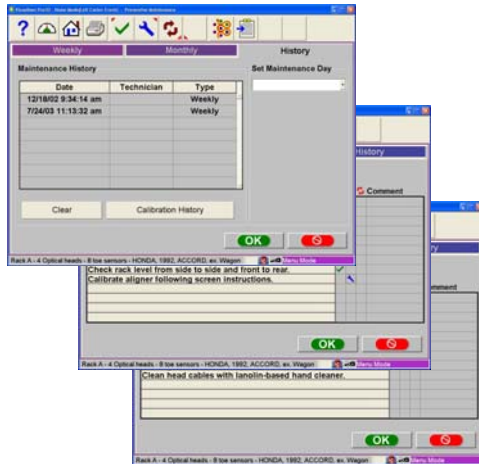 Weekly
Monthly
History
Maintenance History
Set Maintenance Day
Date
Technician
Type
12/18/02 9:34:14 am
Weekly
7/24/03 11:13:32 am
Weekly
Clear
Calibration History
OK
Rack A - 4 Optical heads - 8 toe sensors - HONDA, 1992, ACCORD, ex. Wagon
Menu Mode
History
Comment
Check rack level from side to side and front to rear.
Calibrate aligner following screen instructions.
OK
Rack A - 4 Optical heads - 8 toe sensors - HONDA, 1992, ACCORD, ex. Wagon
Menu Mode
ry
mment
Clean head cables with lanolin-based hand cleaner.
OK
Rack A - 4 Optical heads - 8 toe sensors - HONDA, 1992, ACCORD, ex. Wagon
Menu Mode